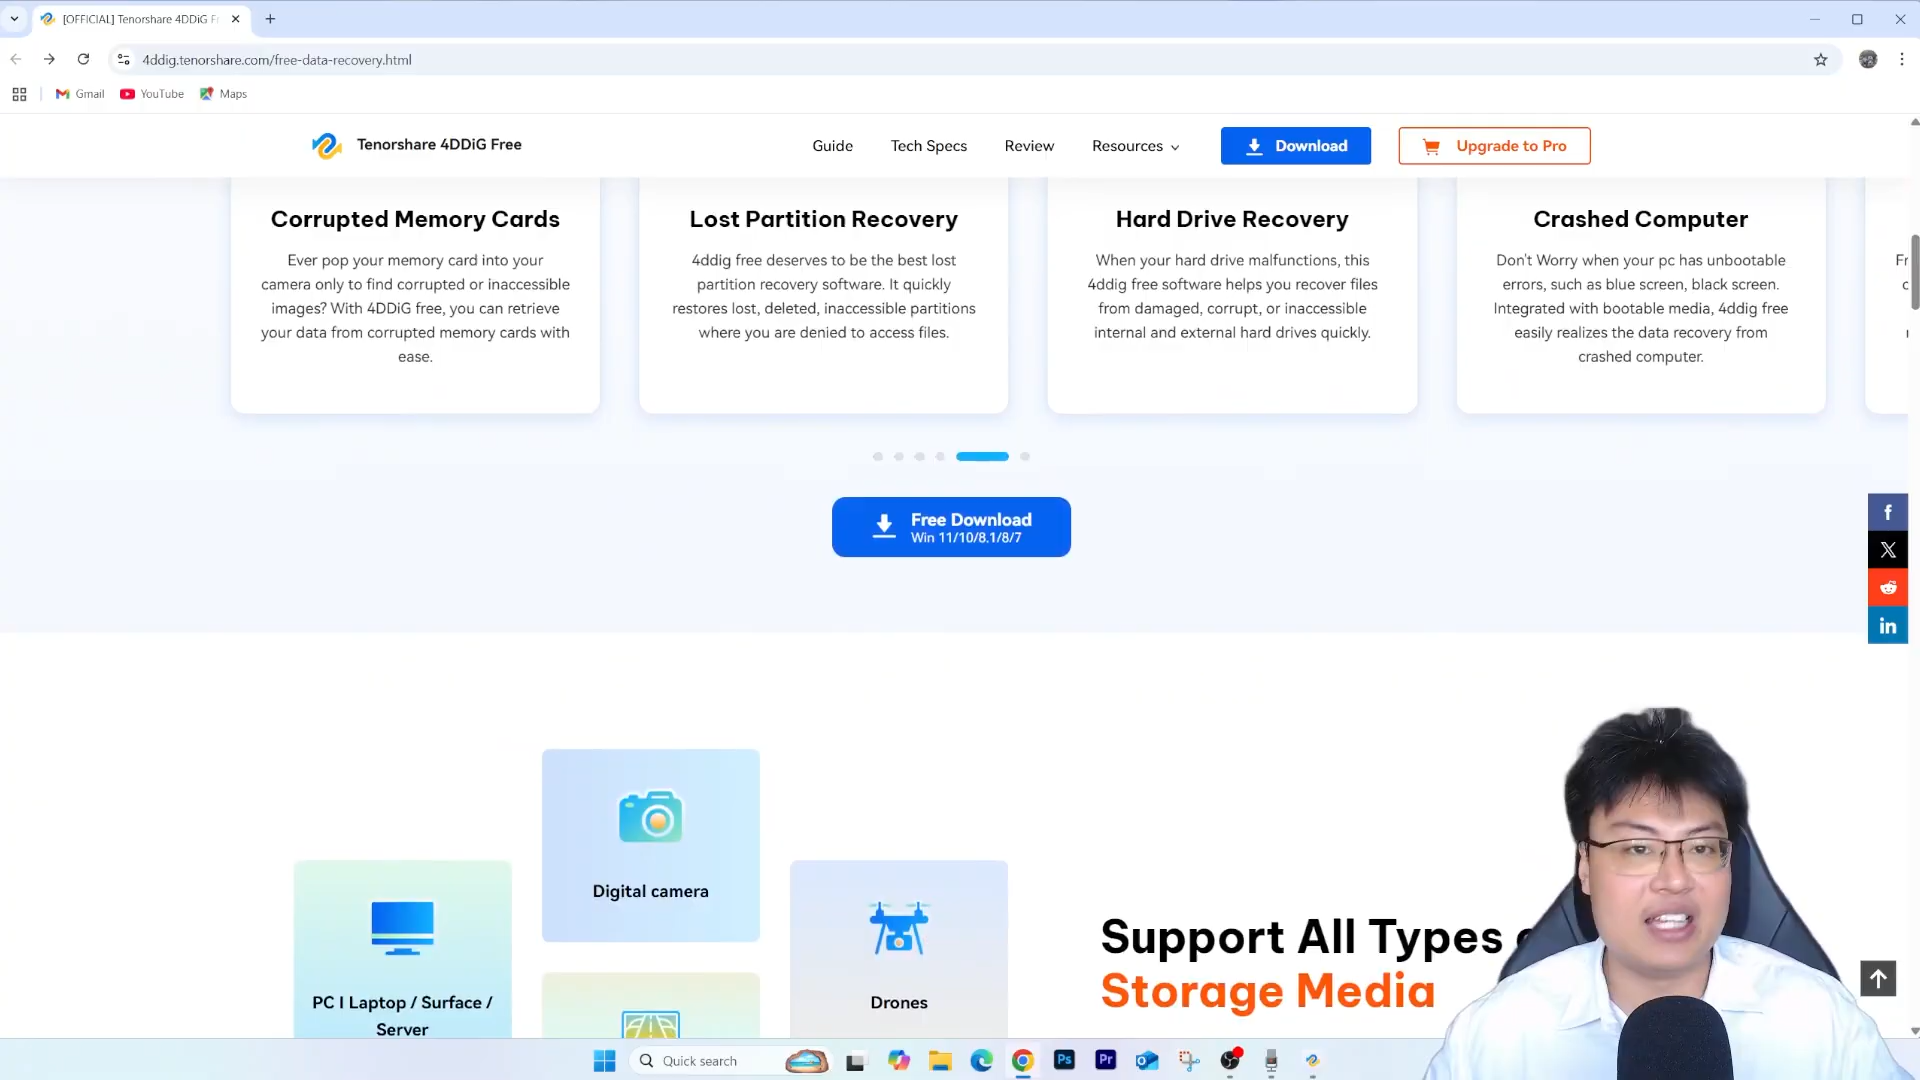 [OFFICIAL] Tenorshare 4DDiG Fr
4ddig.tenorshare.com/free-data-recovery.html
Gmail
YouTube
Maps
Tenorshare 4DDiG Free
Guide
Tech Specs
Review
Resources
Download
Upgrade to Pro
Corrupted Memory Cards
Ever pop your memory card into your
camera only to find corrupted or inaccessible
images? With 4DDiG free, you can retrieve
your data from corrupted memory cards with
ease.
Lost Partition Recovery
4ddig free deserves to be the best lost
partition recovery software. It quickly
restores lost, deleted, inaccessible partitions
where you are denied to access files.
Hard Drive Recovery
When your hard drive malfunctions, this
4ddig free software helps you recover files
from damaged, corrupt, or inaccessible
internal and external hard drives quickly.
Crashed Computer
Don't Worry when your pc has unbootable
errors, such as blue screen, black screen.
Integrated with bootable media, 4ddig free
easily realizes the data recovery from
crashed computer.
Free Download
Win 11/10/8.1/8/7
Digital camera
PC I Laptop / Surface /
Server
Drones
Support All Types
Storage Media
Quick search
Ps
Pr
f
X
in